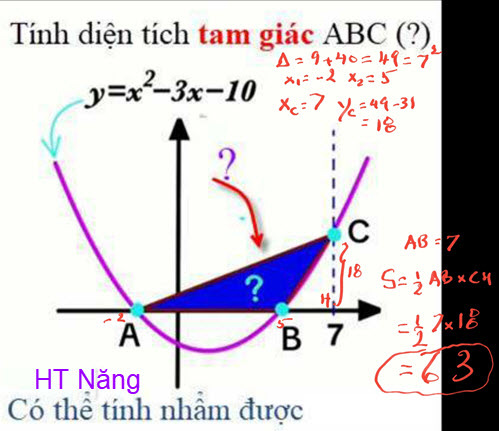 Tính diện tích tam giác ABC (?)
Δ = 9+40 = 49 = 7²
x₁ = -2 x₂ = 5
y=x²-3x-10
x_C = 7 y_C = 49-31
= 18
?
C
AB = 7
18
?
S = ½ AB × CH
-2
5
H
= ½ 7×18
A
B
7
= 63
HT Năng
Có thể tính nhẩm được